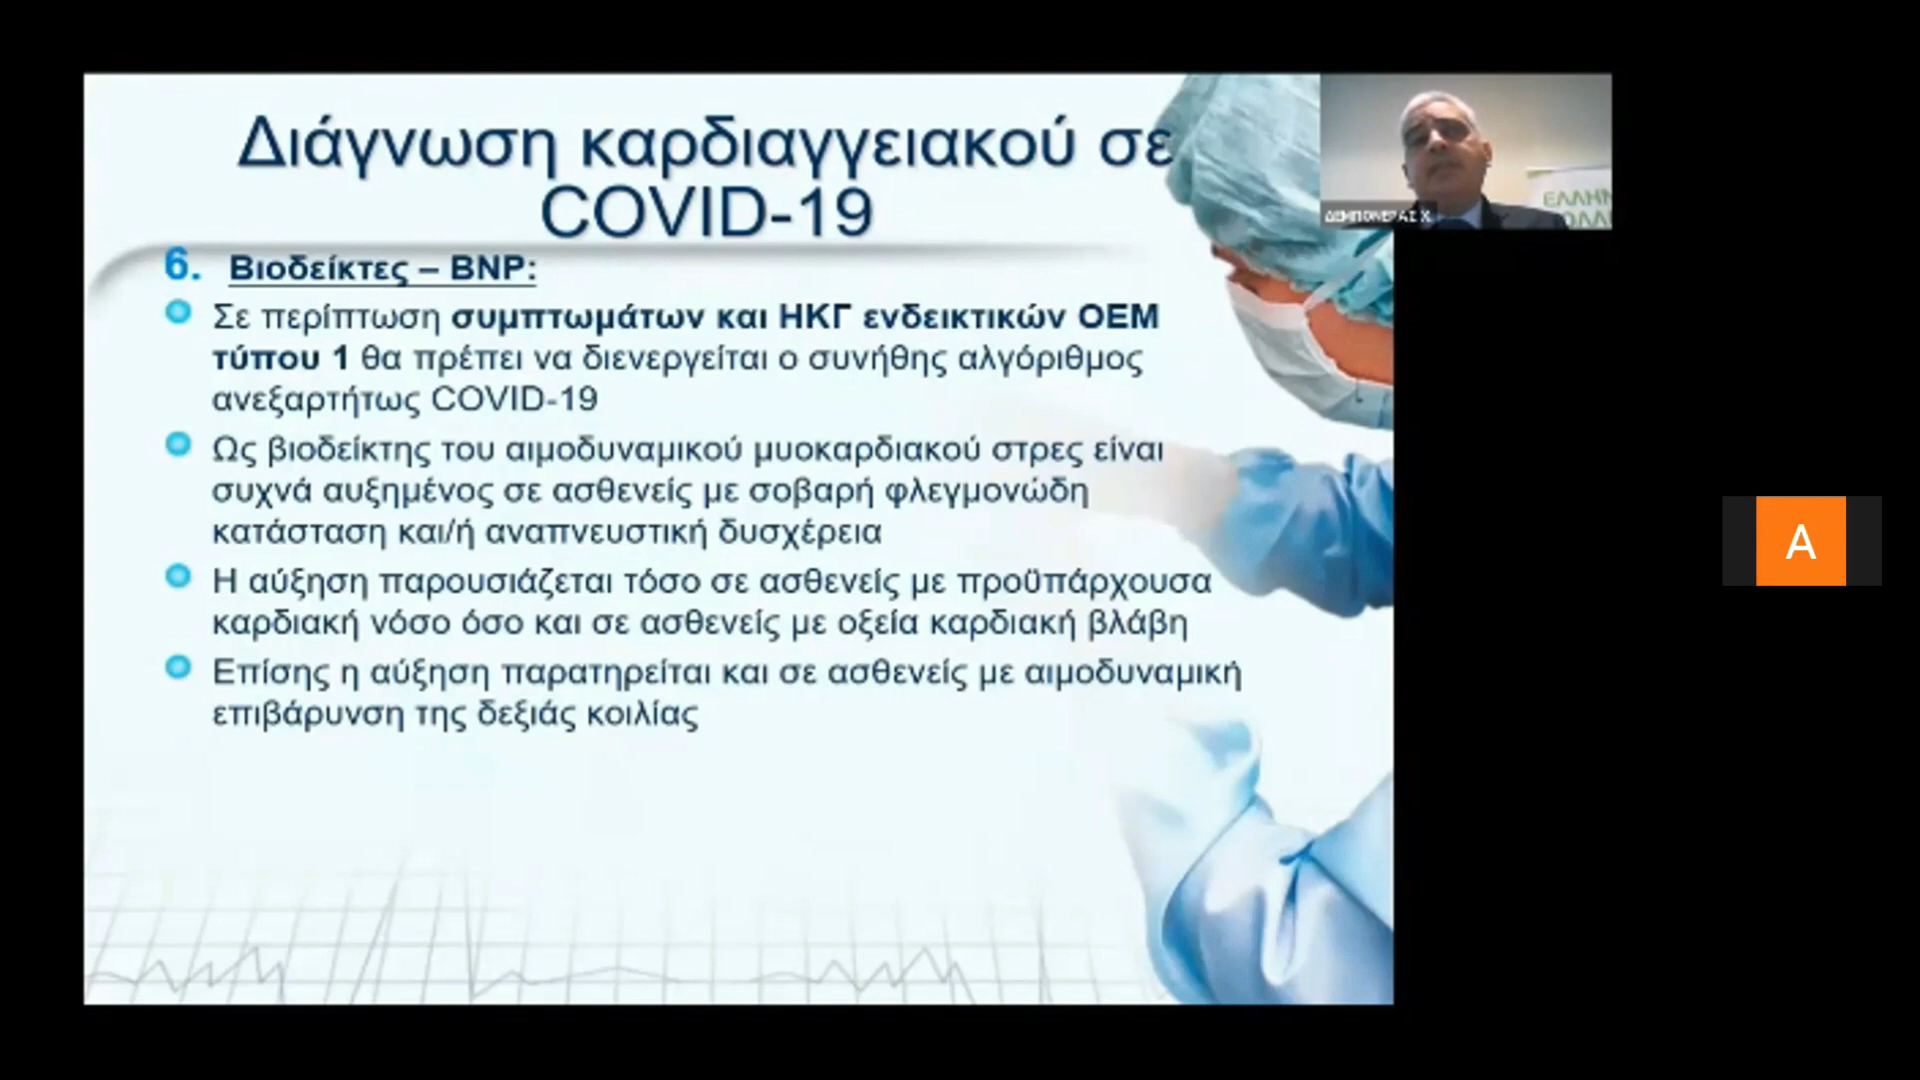 Διάγνωση καρδιαγγειακού σε
COVID-19
6. Βιοδείκτες – BNP:
Σε περίπτωση συμπτωμάτων και ΗΚΓ ενδεικτικών ΟΕΜ
τύπου 1 θα πρέπει να διενεργείται ο συνήθης αλγόριθμος
ανεξαρτήτως COVID-19
Ως βιοδείκτης του αιμοδυναμικού μυοκαρδιακού στρες είναι
συχνά αυξημένος σε ασθενείς με σοβαρή φλεγμονώδη
κατάσταση και/ή αναπνευστική δυσχέρεια
Η αύξηση παρουσιάζεται τόσο σε ασθενείς με προϋπάρχουσα
καρδιακή νόσο όσο και σε ασθενείς με οξεία καρδιακή βλάβη
Επίσης η αύξηση παρατηρείται και σε ασθενείς με αιμοδυναμική
επιβάρυνση της δεξιάς κοιλίας
ΔΕΜΠΟΝΕΡΑΣ Χ
ΕΛΛΗΝ
A